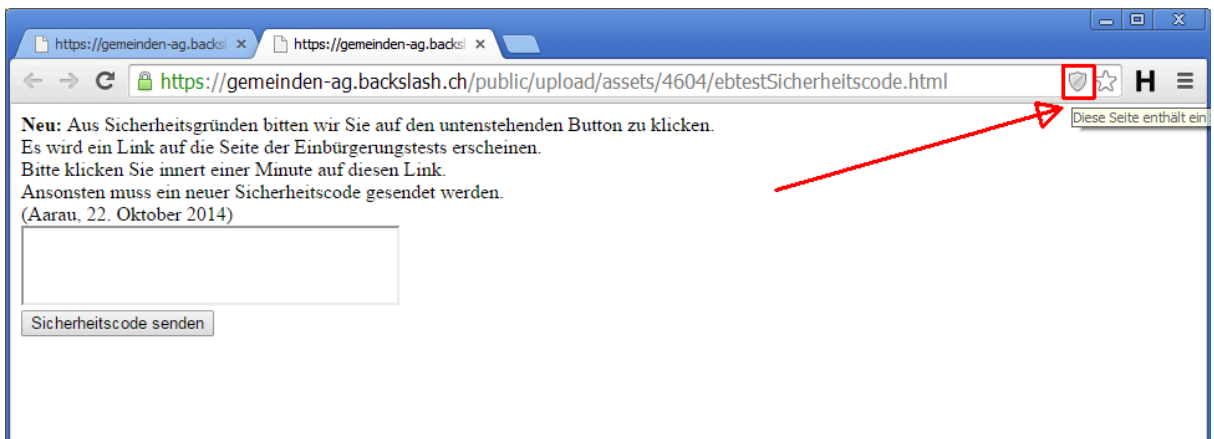 https://gemeinden-ag.backsl
https://gemeinden-ag.backsl
https://gemeinden-ag.backslash.ch/public/upload/assets/4604/ebtestSicherheitscode.html
H
Diese Seite enthält ein
Neu: Aus Sicherheitsgründen bitten wir Sie auf den untenstehenden Button zu klicken.
Es wird ein Link auf die Seite der Einbürgerungstests erscheinen.
Bitte klicken Sie innert einer Minute auf diesen Link.
Ansonsten muss ein neuer Sicherheitscode gesendet werden.
(Aarau, 22. Oktober 2014)
Sicherheitscode senden